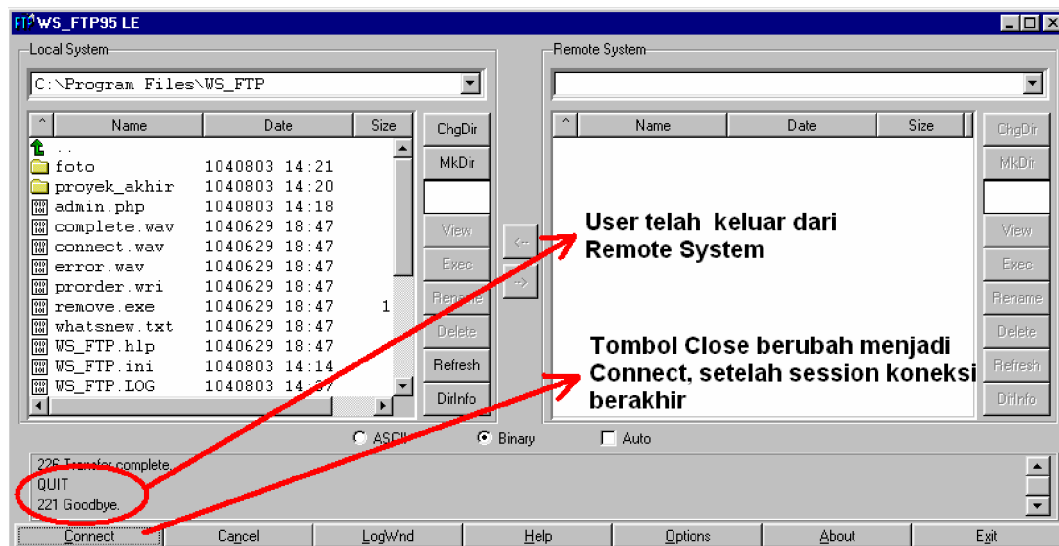 WS_FTP95 LE
Local System
C:\Program Files\WS_FTP
^ Name Date Size
..
foto 1040803 14:21
proyek_akhir 1040803 14:20
admin.php 1040803 14:18
complete.wav 1040629 18:47
connect.wav 1040629 18:47
error.wav 1040629 18:47
prorder.wri 1040629 18:47
remove.exe 1040629 18:47 1
whatsnew.txt 1040629 18:47
WS_FTP.hlp 1040629 18:47
WS_FTP.ini 1040803 14:14
WS_FTP.LOG 1040803
ChgDir
MkDir
View
Exec
Rename
Delete
Refresh
DirInfo
<--
-->
Remote System
^ Name Date Size
User telah keluar dari
Remote System
Tombol Close berubah menjadi
Connect, setelah session koneksi
berakhir
ChgDir
MkDir
View
Exec
Rename
Delete
Refresh
DirInfo
ASCII Binary Auto
226 Transfer complete.
QUIT
221 Goodbye.
Connect Cancel LogWnd Help Options About Exit